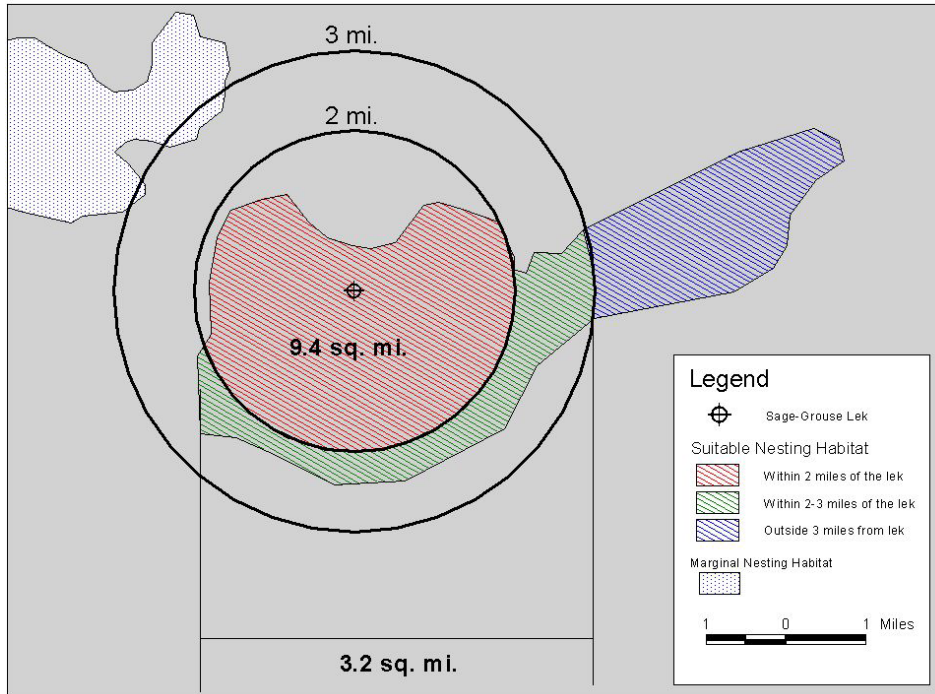 3 mi.
2 mi.
9.4 sq. mi.
3.2 sq. mi.
Legend
Sage-Grouse Lek
Suitable Nesting Habitat
Within 2 miles of the lek
Within 2-3 miles of the lek
Outside 3 miles from lek
Marginal Nesting Habitat
1 0 1 Miles